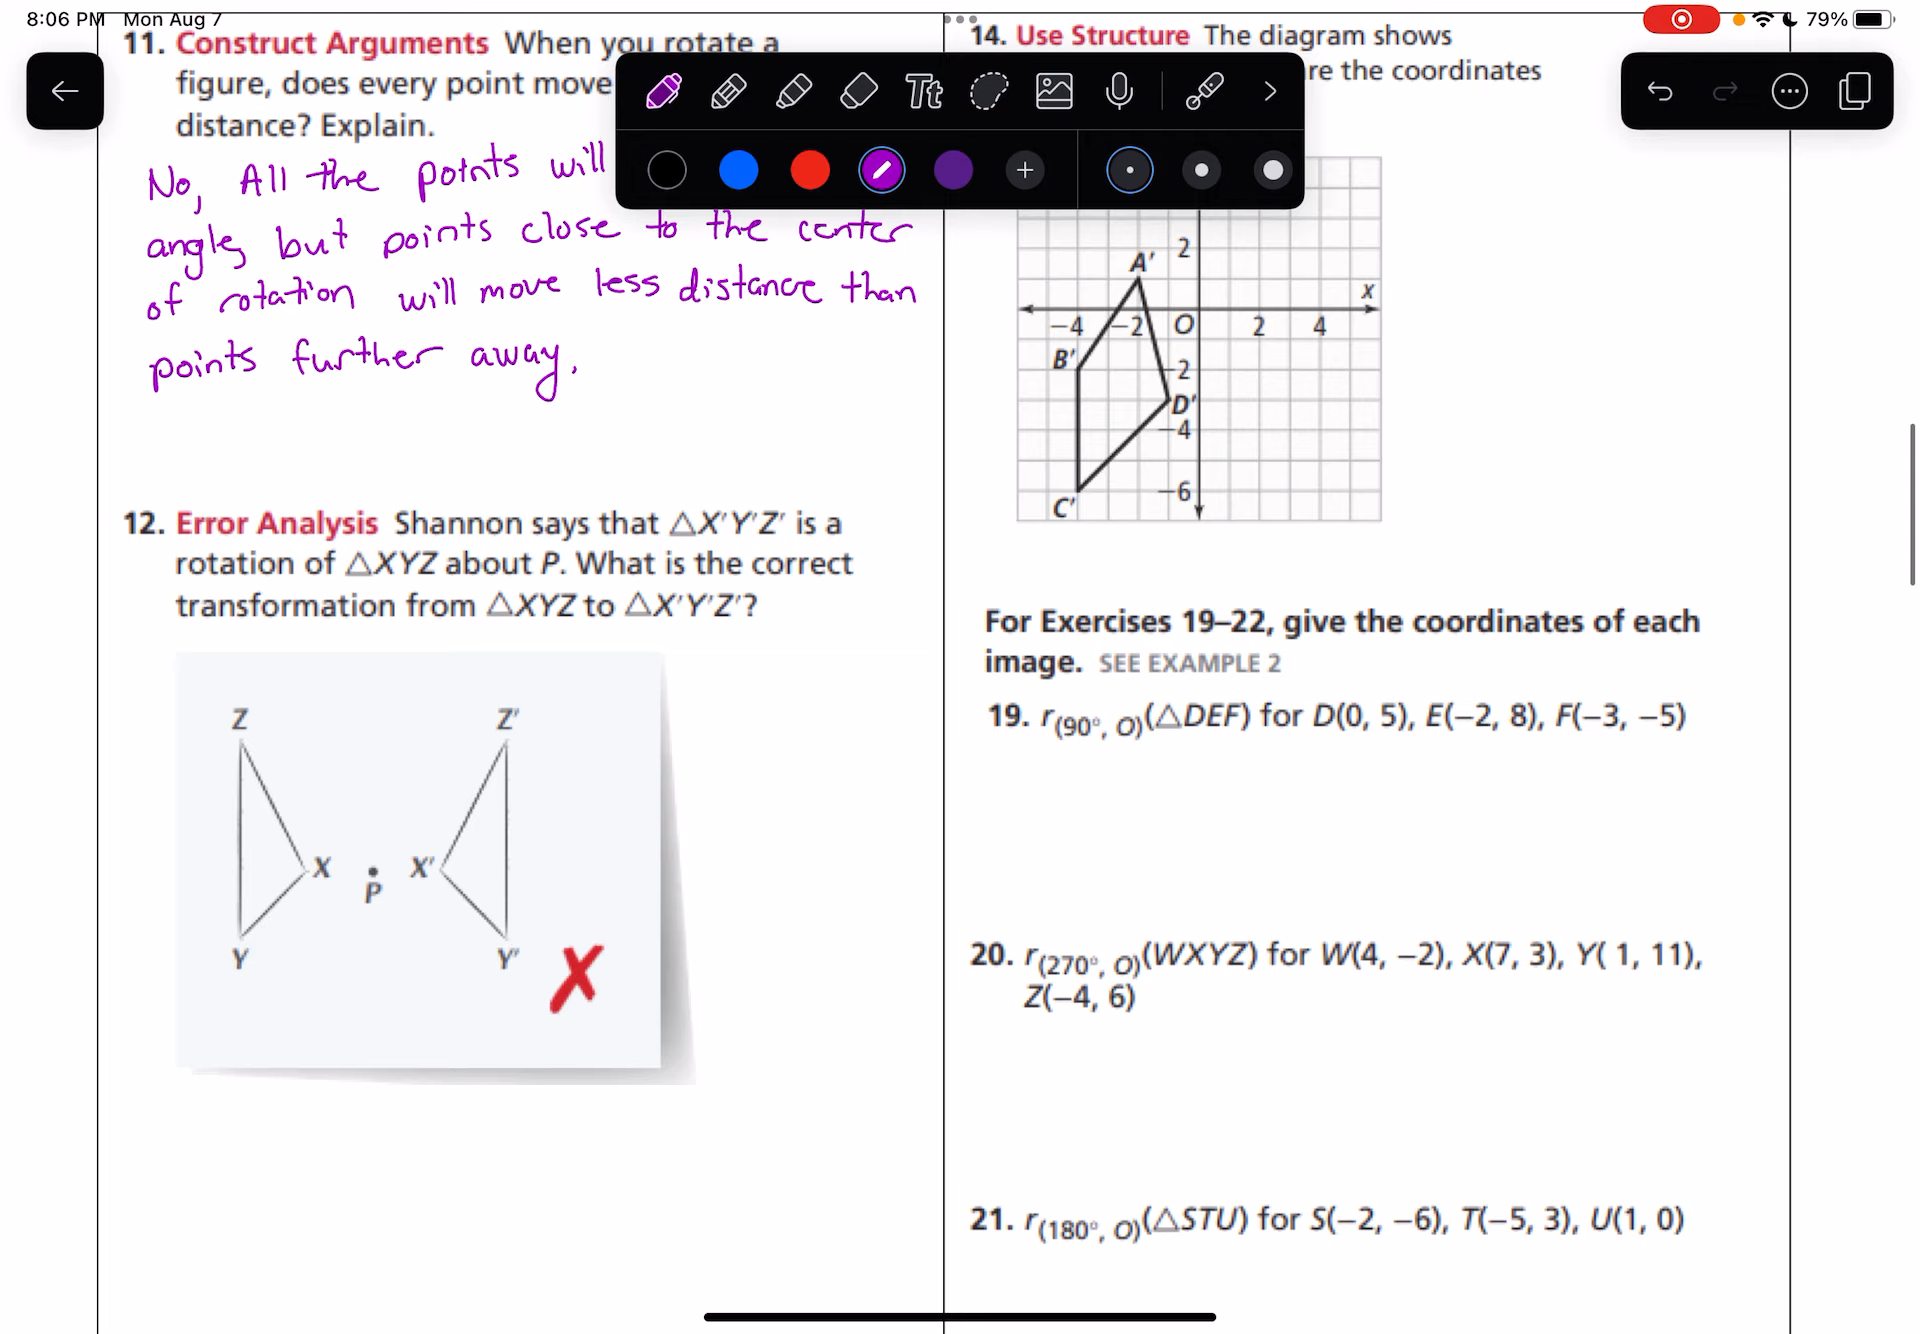 8:06 PM Mon Aug 7
79%
11. Construct Arguments When you rotate a
figure, does every point move
distance? Explain.
No, All the points will
angle, but points close to the center
of rotation will move less distance than
points further away.
12. Error Analysis Shannon says that △X′Y′Z′ is a
rotation of △XYZ about P. What is the correct
transformation from △XYZ to △X′Y′Z′?
Z Z′
X P X′
Y Y′
Tt
14. Use Structure The diagram shows
re the coordinates
2
A′
x
−4 −2 O 2 4
B′
−2
D′
−4
−6
C′
For Exercises 19–22, give the coordinates of each
image. SEE EXAMPLE 2
19. r(90°, O)(△DEF) for D(0, 5), E(−2, 8), F(−3, −5)
20. r(270°, O)(WXYZ) for W(4, −2), X(7, 3), Y( 1, 11),
Z(−4, 6)
21. r(180°, O)(△STU) for S(−2, −6), T(−5, 3), U(1, 0)